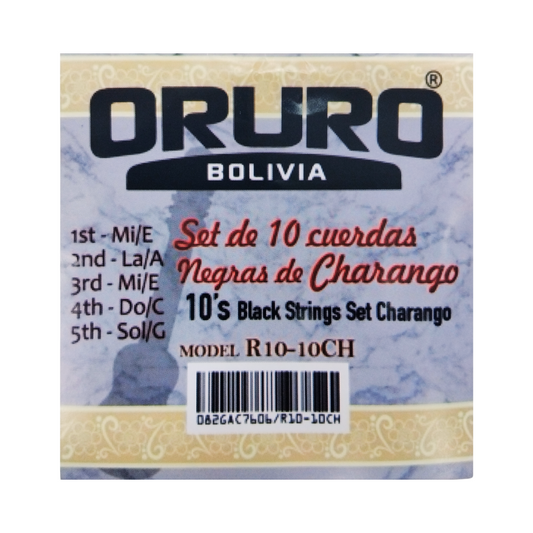 ORURO®
BOLIVIA
1st - Mi/E
2nd - La/A
3rd - Mi/E
4th - Do/C
5th - Sol/G
Set de 10 cuerdas
Negras de Charango
10's Black Strings Set Charango
MODEL R10-10CH
082GAC7606/R10-10CH